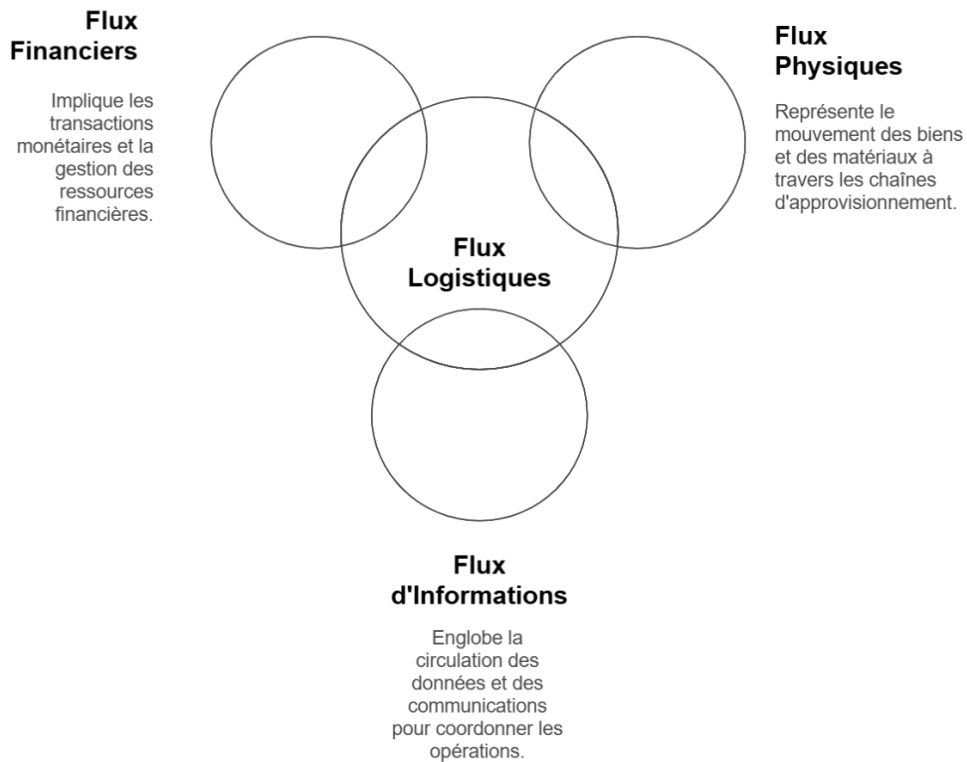 Flux
Financiers
Implique les
transactions
monétaires et la
gestion des
ressources
financières.
Flux
Physiques
Représente le
mouvement des biens
et des matériaux à
travers les chaînes
d'approvisionnement.
Flux
Logistiques
Flux
d'Informations
Englobe la
circulation des
données et des
communications
pour coordonner les
opérations.